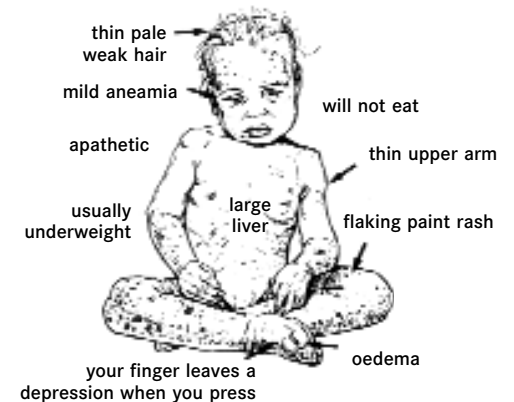 thin pale
weak hair
mild aneamia
will not eat
apathetic
thin upper arm
usually
underweight
large
liver
flaking paint rash
oedema
your finger leaves a
depression when you press